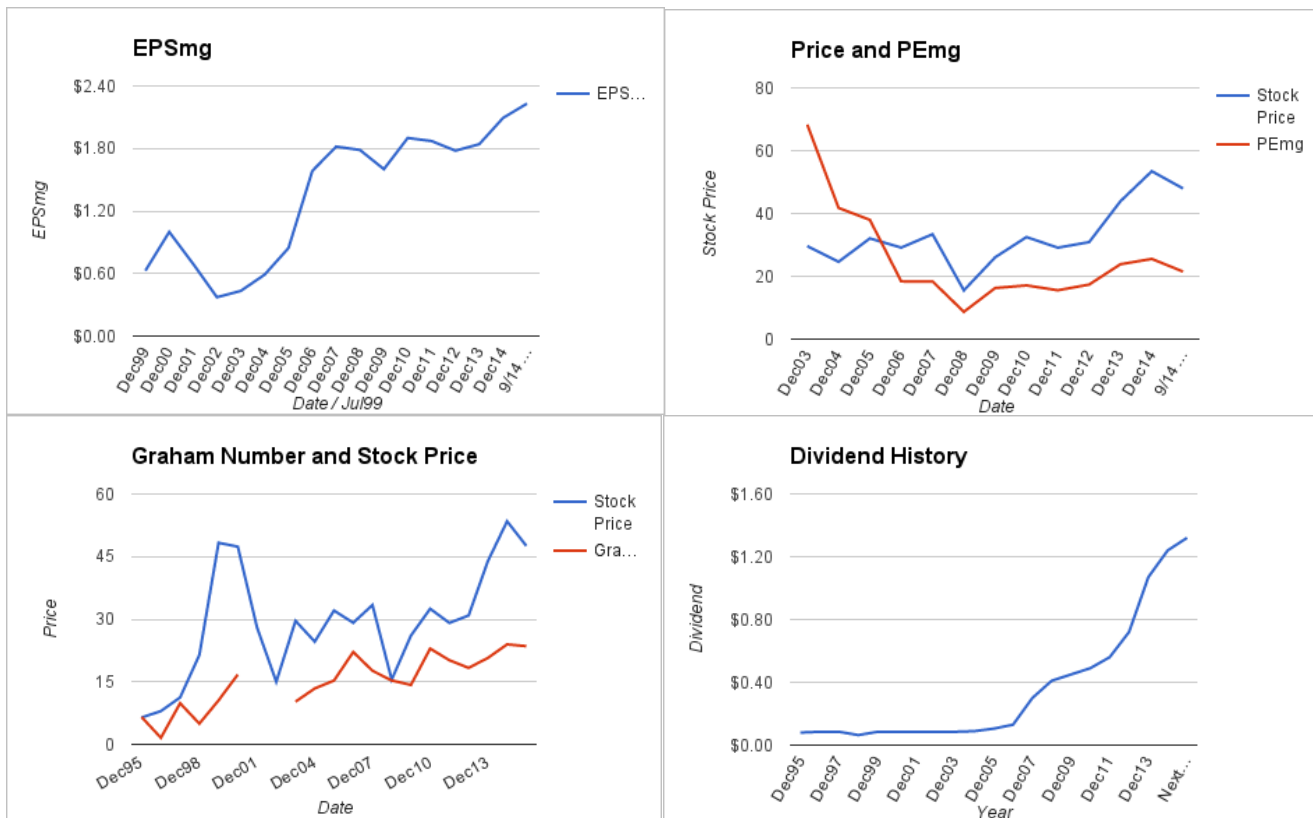 EPSmg
$2.40
$1.80
$1.20
$0.60
$0.00
EPSmg
EPS...
Dec99
Dec00
Dec01
Dec02
Dec03
Dec04
Dec05
Dec06
Dec07
Dec08
Dec09
Dec10
Dec11
Dec12
Dec13
Dec14
9/14 ...
Date / Jul99
Price and PEmg
80
60
40
20
0
Stock Price
Stock
Price
PEmg
Dec03
Dec04
Dec05
Dec06
Dec07
Dec08
Dec09
Dec10
Dec11
Dec12
Dec13
Dec14
9/14 ...
Date
Graham Number and Stock Price
60
45
30
15
0
Price
Stock
Price
Gra...
Dec95
Dec98
Dec01
Dec04
Dec07
Dec10
Dec13
Date
Dividend History
$1.60
$1.20
$0.80
$0.40
$0.00
Dividend
Dec95
Dec97
Dec99
Dec01
Dec03
Dec05
Dec07
Dec09
Dec11
Dec13
Next...
Year